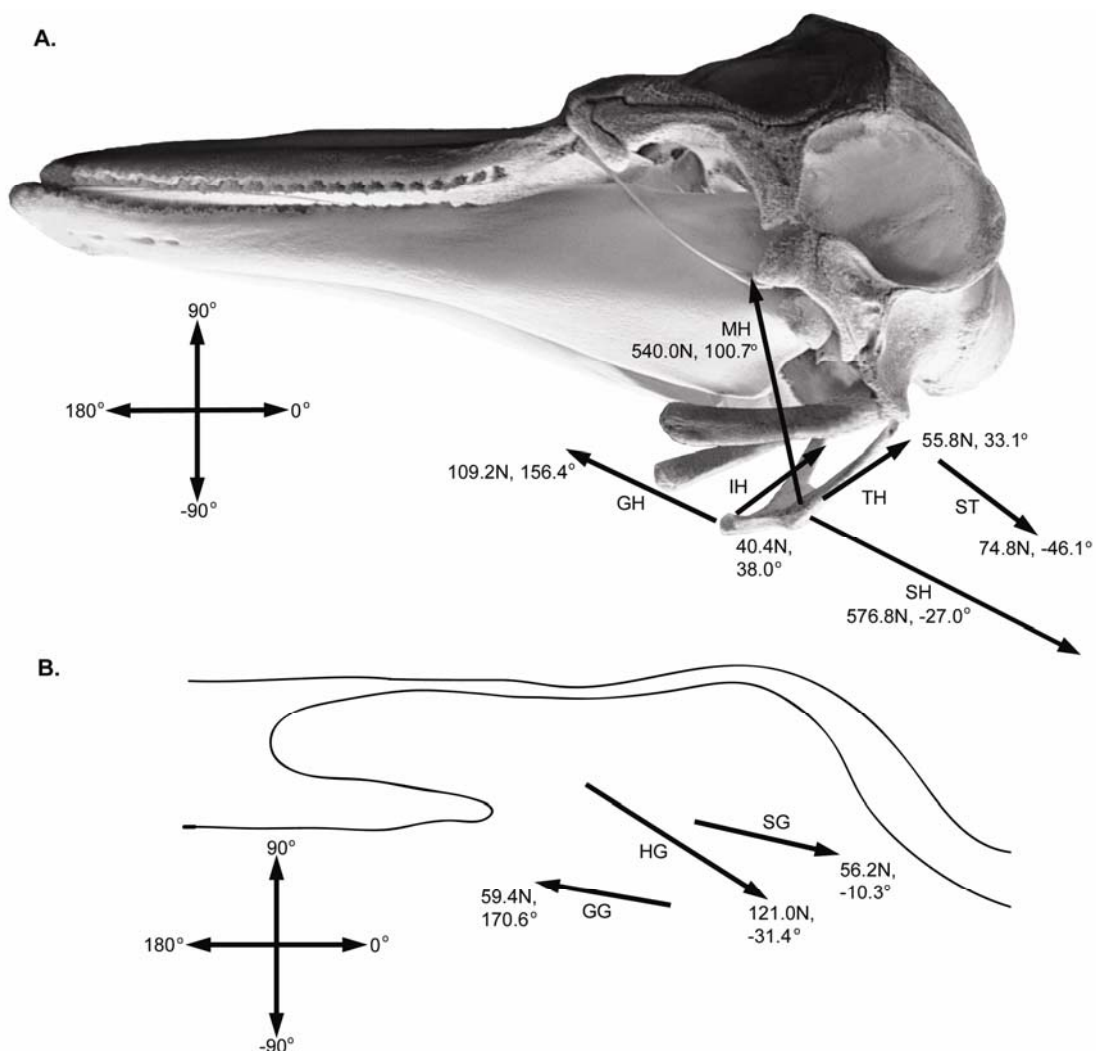 A.
90°
180°
0°
-90°
MH
540.0N, 100.7°
109.2N, 156.4°
GH
IH
40.4N,
38.0°
55.8N, 33.1°
TH
ST
74.8N, -46.1°
SH
576.8N, -27.0°
B.
90°
180°
0°
-90°
SG
56.2N,
-10.3°
HG
121.0N,
-31.4°
59.4N,
170.6°
GG